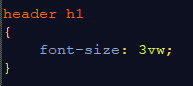 header h1
{
    font-size: 3vw;
}